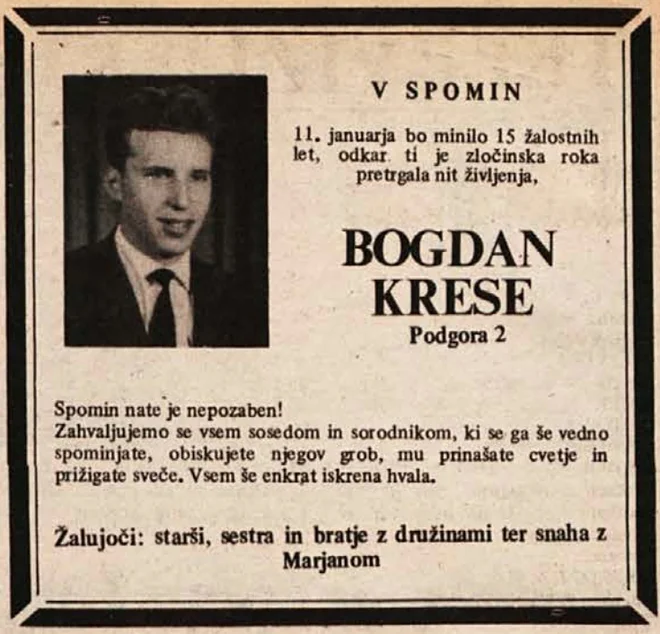 V SPOMIN
11. januarja bo minilo 15 žalostnih
let, odkar ti je zločinska roka
pretrgala nit življenja,
BOGDAN
KRESE
Podgora 2
Spomin nate je nepozaben!
Zahvaljujemo se vsem sosedom in sorodnikom, ki se ga še vedno
spominjate, obiskujete njegov grob, mu prinašate cvetje in
prižigate sveče. Vsem še enkrat iskrena hvala.
Žalujoči: starši, sestra in bratje z družinami ter snaha z
Marjanom